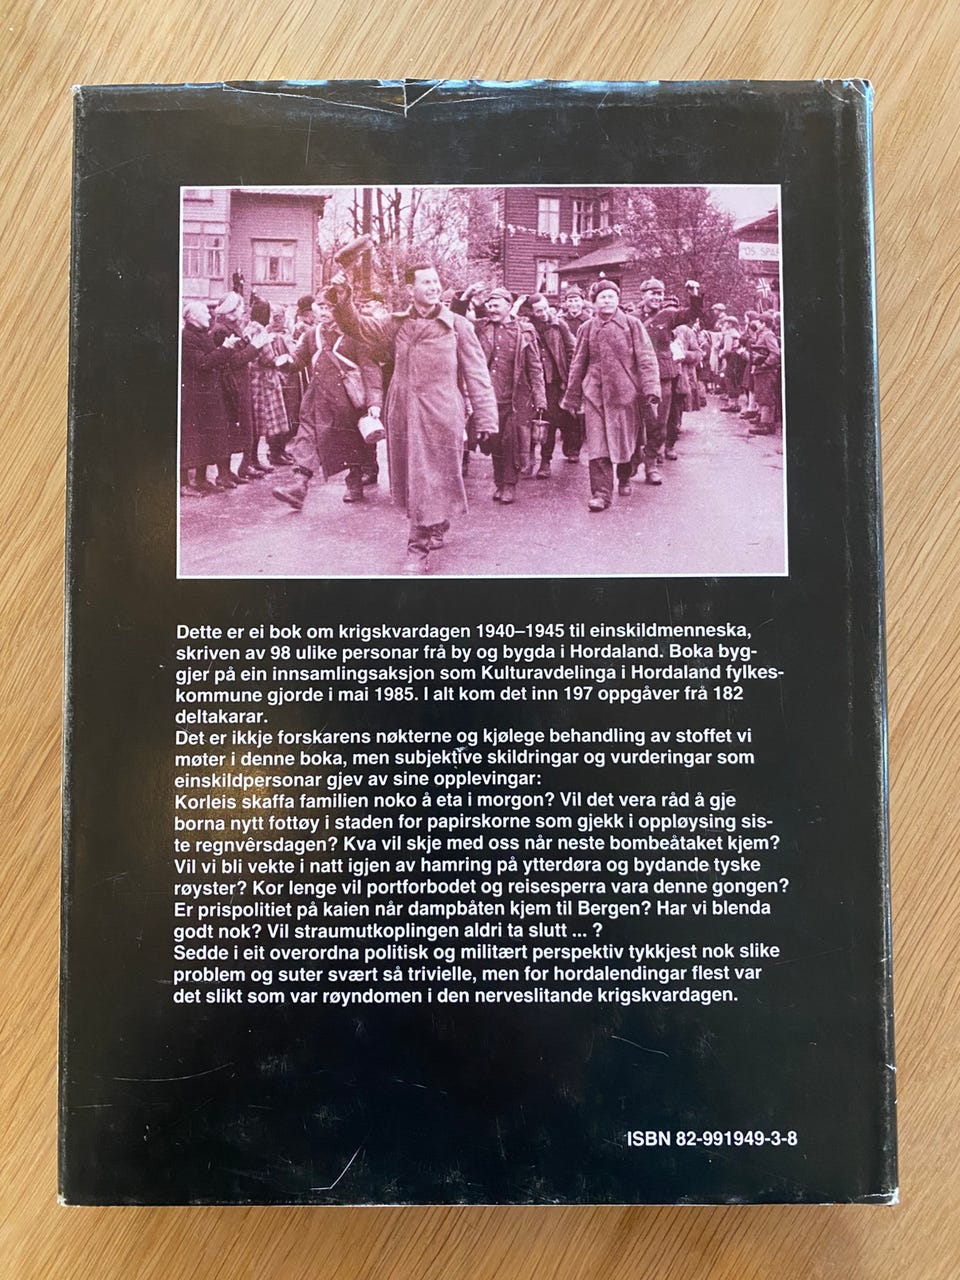 OS SPAR
Dette er ei bok om krigskvardagen 1940–1945 til einskildmenneska,
skriven av 98 ulike personar frå by og bygda i Hordaland. Boka byg-
gjer på ein innsamlingsaksjon som Kulturavdelinga i Hordaland fylkes-
kommune gjorde i mai 1985. I alt kom det inn 197 oppgåver frå 182
deltakarar.
Det er ikkje forskarens nøkterne og kjølege behandling av stoffet vi
møter i denne boka, men subjektive skildringar og vurderingar som
einskildpersonar gjev av sine opplevingar:
Korleis skaffa familien noko å eta i morgon? Vil det vera råd å gje
borna nytt fottøy i staden for papirskorne som gjekk i oppløysing sis-
te regnvêrsdagen? Kva vil skje med oss når neste bombeåtaket kjem?
Vil vi bli vekte i natt igjen av hamring på ytterdøra og bydande tyske
røyster? Kor lenge vil portforbodet og reisesperra vara denne gongen?
Er prispolitiet på kaien når dampbåten kjem til Bergen? Har vi blenda
godt nok? Vil straumutkoplingen aldri ta slutt ... ?
Sedde i eit overordna politisk og militært perspektiv tykkjest nok slike
problem og suter svært så trivielle, men for hordalendingar flest var
det slikt som var røyndomen i den nerveslitande krigskvardagen.
ISBN 82-991949-3-8